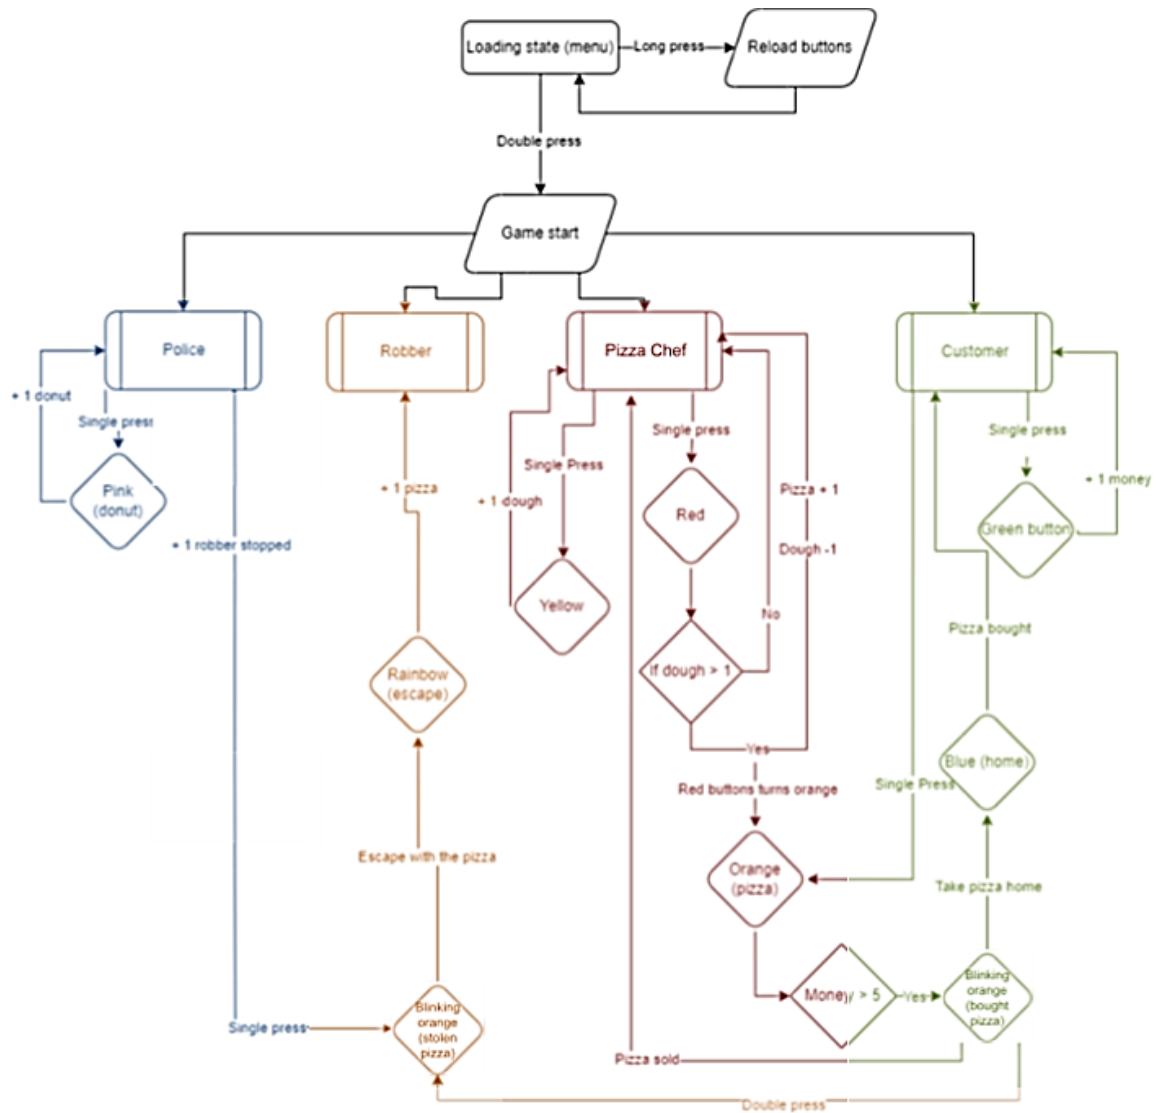 Loading state (menu)
Long press
Reload buttons
Double press
Game start
Police
Robber
Pizza Chef
Customer
+ 1 donut
Single press
Single press
Single press
Pink
(donut)
Single Press
+ 1 pizza
+ 1 dough
Pizza + 1
+ 1 money
Red
Green button
+ 1 robber stopped
Dough -1
Yellow
No
Pizza bought
Rainbow
(escape)
If dough > 1
Yes
Blue (home)
Red buttons turns orange
Single Press
Escape with the pizza
Orange
(pizza)
Take pizza home
Money > 5
Yes
Blinking
orange
(bought
pizza)
Blinking
orange
(stolen
pizza)
Single press
Pizza sold
Double press